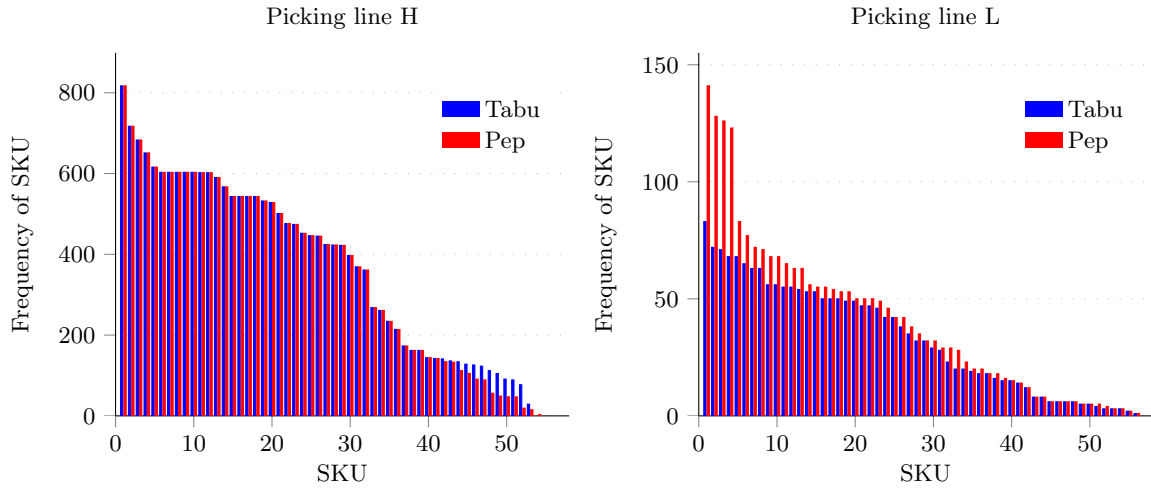 Picking line H
Frequency of SKU
800
600
400
200
0
0 10 20 30 40 50
SKU
Tabu
Pep
Picking line L
Frequency of SKU
150
100
50
0
0 10 20 30 40 50
SKU
Tabu
Pep